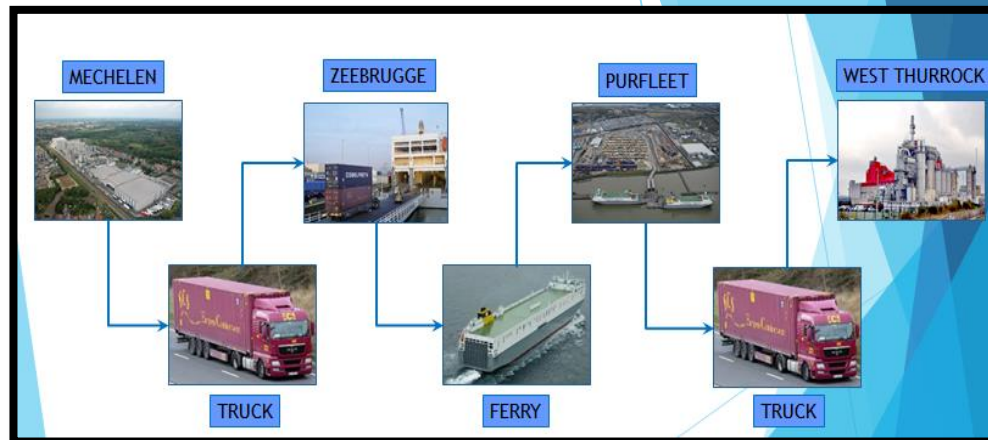 MECHELEN
ZEEBRUGGE
PURFLEET
WEST THURROCK
TRUCK
FERRY
TRUCK